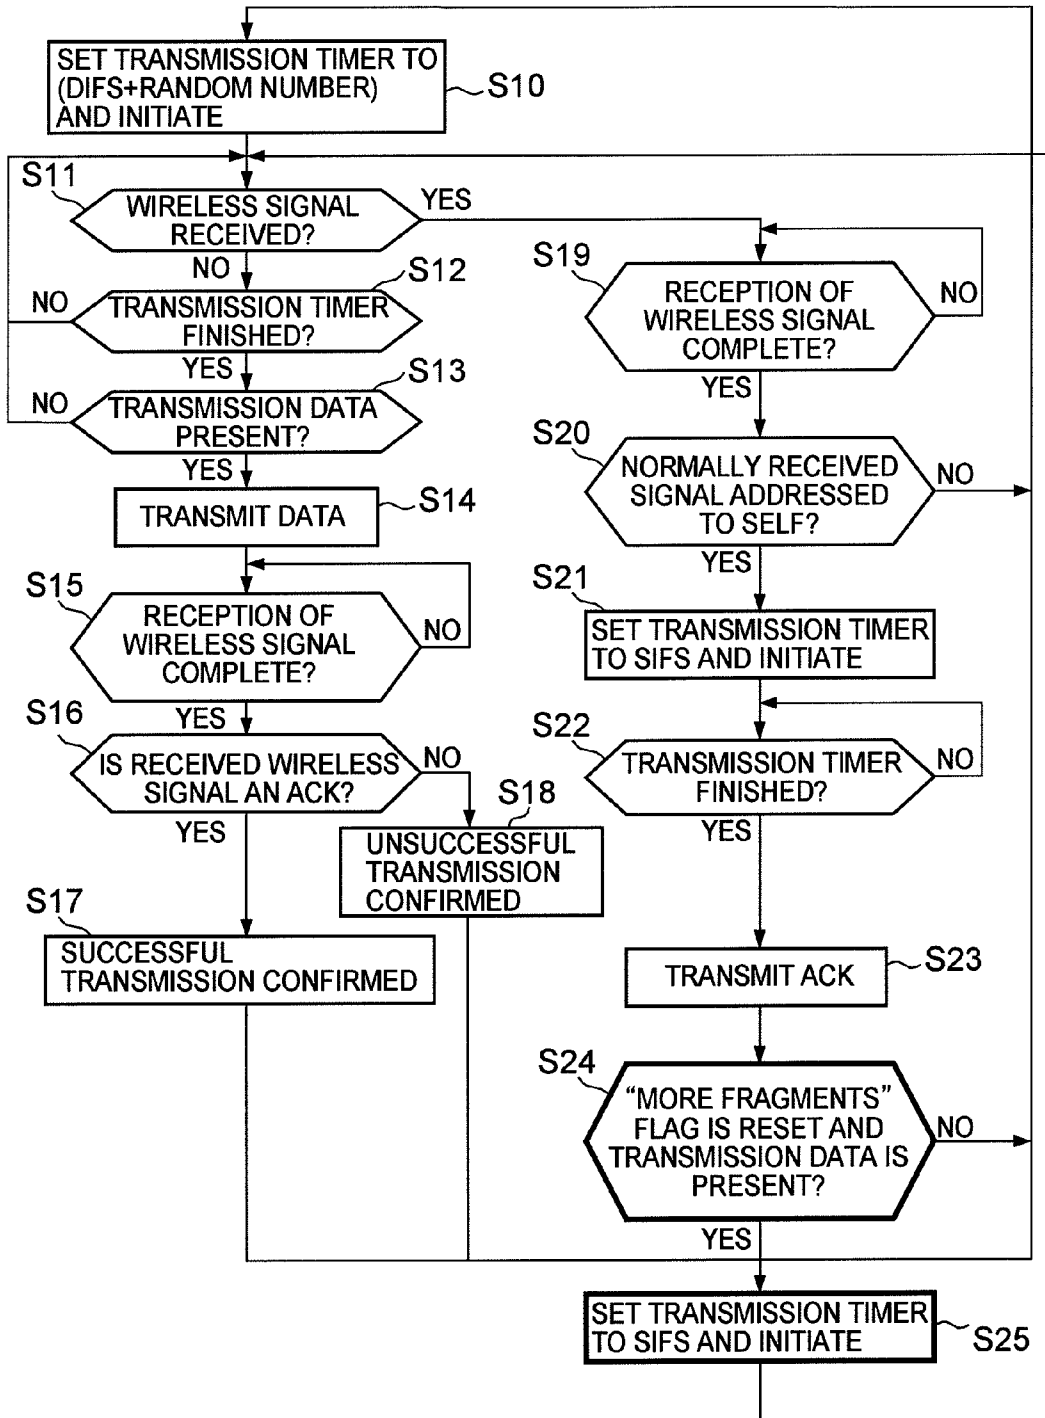 SET TRANSMISSION TIMER TO
(DIFS+RANDOM NUMBER)
AND INITIATE
S10
S11
WIRELESS SIGNAL
RECEIVED?
YES
NO
S12
TRANSMISSION TIMER
FINISHED?
NO
YES
S13
TRANSMISSION DATA
PRESENT?
NO
YES
S14
TRANSMIT DATA
S15
RECEPTION OF
WIRELESS SIGNAL
COMPLETE?
NO
YES
S16
IS RECEIVED WIRELESS
SIGNAL AN ACK?
NO
YES
S18
UNSUCCESSFUL
TRANSMISSION
CONFIRMED
S17
SUCCESSFUL
TRANSMISSION CONFIRMED
S19
RECEPTION OF
WIRELESS SIGNAL
COMPLETE?
NO
YES
S20
NORMALLY RECEIVED
SIGNAL ADDRESSED
TO SELF?
NO
YES
S21
SET TRANSMISSION TIMER
TO SIFS AND INITIATE
S22
TRANSMISSION TIMER
FINISHED?
NO
YES
S23
TRANSMIT ACK
S24
“MORE FRAGMENTS”
FLAG IS RESET AND
TRANSMISSION DATA IS
PRESENT?
NO
YES
SET TRANSMISSION TIMER
TO SIFS AND INITIATE
S25